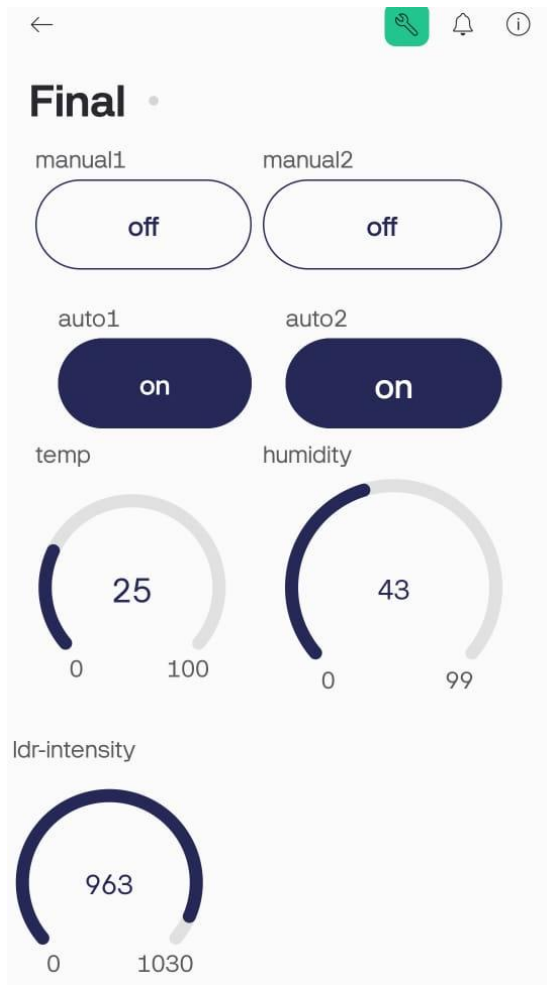 Final
manual1 manual2
off off
auto1 auto2
on on
temp humidity
25 43
0 100 0 99
ldr-intensity
963
0 1030